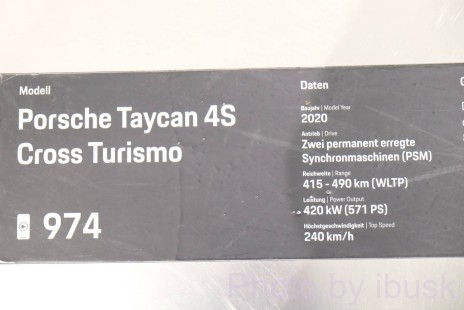 Modell
Porsche Taycan 4S
Cross Turismo
974
Daten
Baujahr | Model Year
2020
Antrieb | Drive
Zwei permanent erregte
Synchronmaschinen (PSM)
Reichweite | Range
415 - 490 km (WLTP)
Leistung | Power Output
420 kW (571 PS)
Höchstgeschwindigkeit | Top Speed
240 km/h
Photo by ibusk